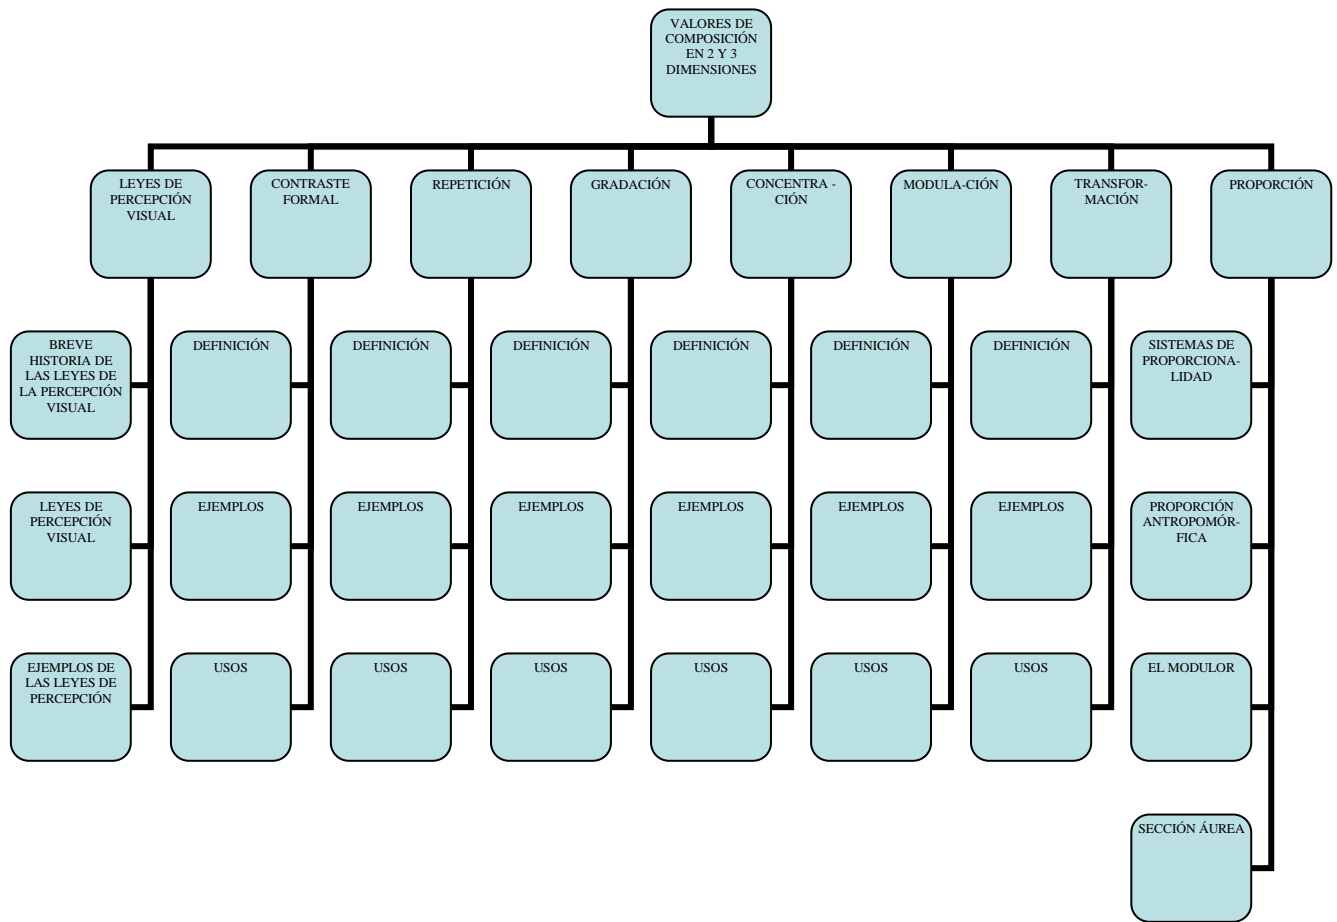 VALORES DE
COMPOSICIÓN
EN 2 Y 3
DIMENSIONES
LEYES DE
PERCEPCIÓN
VISUAL
CONTRASTE
FORMAL
REPETICIÓN
GRADACIÓN
CONCENTRA -
CIÓN
MODULA-CIÓN
TRANSFOR-
MACIÓN
PROPORCIÓN
BREVE
HISTORIA DE
LAS LEYES DE
LA PERCEPCIÓN
VISUAL
DEFINICIÓN
DEFINICIÓN
DEFINICIÓN
DEFINICIÓN
DEFINICIÓN
DEFINICIÓN
SISTEMAS DE
PROPORCIONA-
LIDAD
LEYES DE
PERCEPCIÓN
VISUAL
EJEMPLOS
EJEMPLOS
EJEMPLOS
EJEMPLOS
EJEMPLOS
EJEMPLOS
PROPORCIÓN
ANTROPOMÓR-
FICA
EJEMPLOS DE
LAS LEYES DE
PERCEPCIÓN
USOS
USOS
USOS
USOS
USOS
USOS
EL MODULOR
SECCIÓN ÁUREA